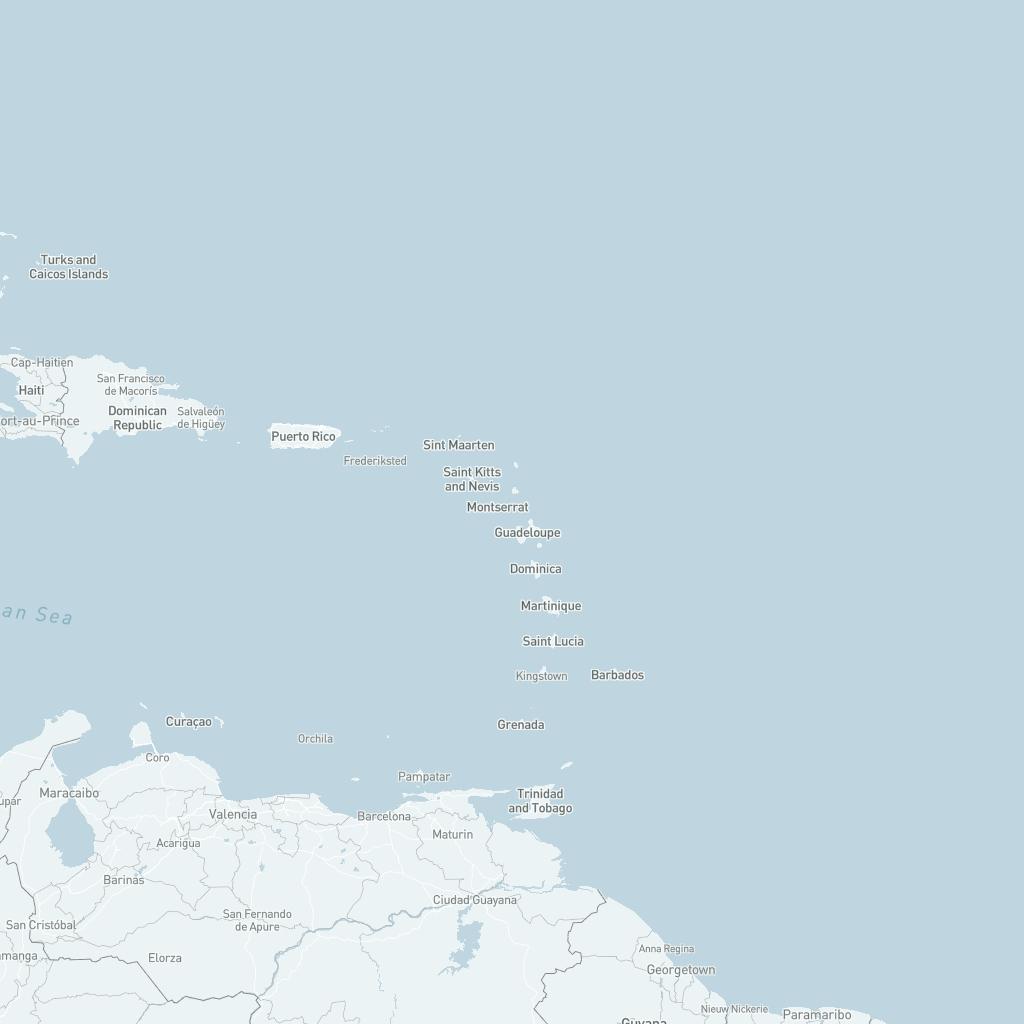 Turks and
Caicos Islands
Cap-Haitien
San Francisco
de Macorís
Haiti
Dominican
Republic
Salvaleón
de Higüey
ort-au-Prince
Puerto Rico
Sint Maarten
Frederiksted
Saint Kitts
and Nevis
Montserrat
Guadeloupe
Dominica
Martinique
an Sea
Saint Lucia
Kingstown
Barbados
Curaçao
Grenada
Orchila
Coro
Pampatar
Maracaibo
upar
Trinidad
and Tobago
Valencia
Barcelona
Maturin
Acarigua
Barinas
Ciudad Guayana
San Fernando
de Apure
San Cristóbal
amanga
Elorza
Anna Regina
Georgetown
Nieuw Nickerie
Paramaribo
Guyana